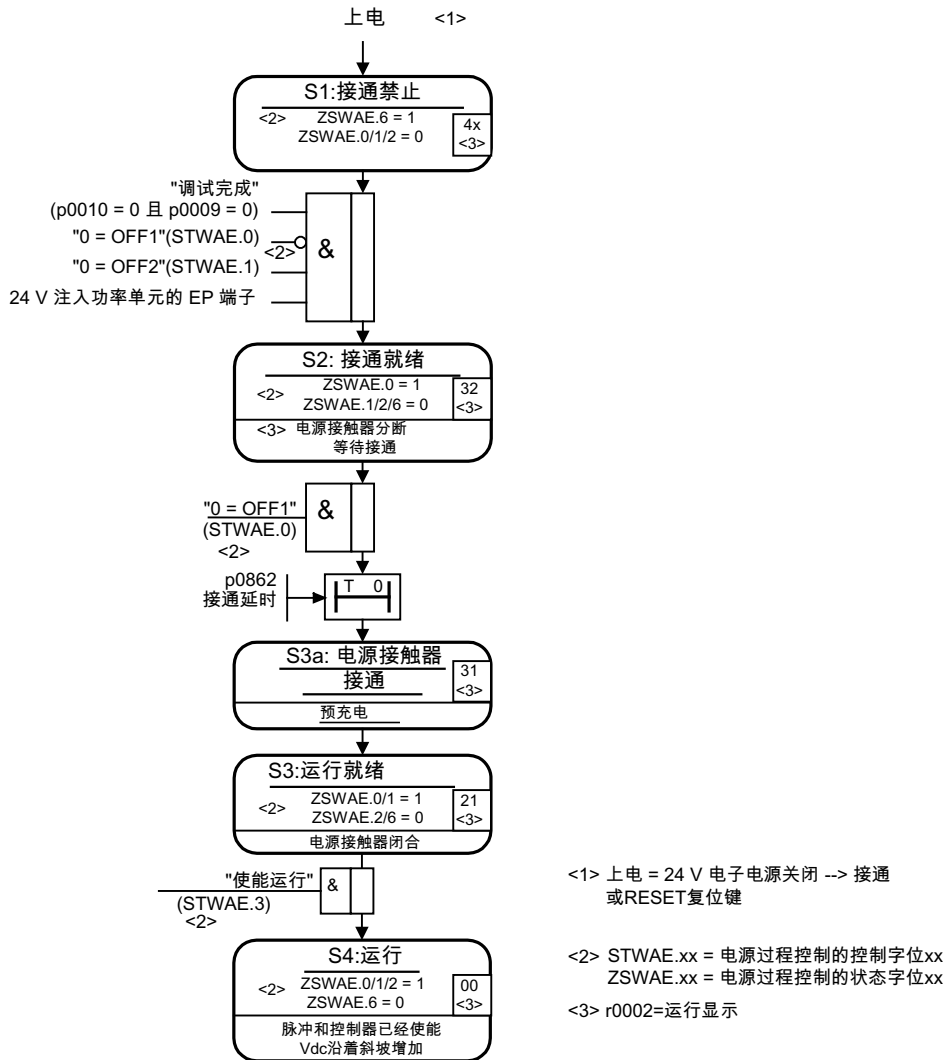 上电 <1>
S1:接通禁止
<2> ZSWAE.6 = 1
ZSWAE.0/1/2 = 0
4x
<3>
"调试完成"
(p0010 = 0 且 p0009 = 0)
"0 = OFF1"(STWAE.0)
<2>
&
"0 = OFF2"(STWAE.1)
24 V 注入功率单元的 EP 端子
S2: 接通就绪
<2> ZSWAE.0 = 1
ZSWAE.1/2/6 = 0
32
<3>
<3> 电源接触器分断
等待接通
"0 = OFF1"
(STWAE.0)
<2>
&
p0862
接通延时
T 0
S3a: 电源接触器
接通
31
<3>
预充电
S3:运行就绪
<2> ZSWAE.0/1 = 1
ZSWAE.2/6 = 0
21
<3>
电源接触器闭合
"使能运行"
(STWAE.3)
<2>
&
S4:运行
<2> ZSWAE.0/1/2 = 1
ZSWAE.6 = 0
00
<3>
脉冲和控制器已经使能
Vdc沿着斜坡增加
<1> 上电 = 24 V 电子电源关闭 --> 接通
或RESET复位键
<2> STWAE.xx = 电源过程控制的控制字位xx
ZSWAE.xx = 电源过程控制的状态字位xx
<3> r0002=运行显示